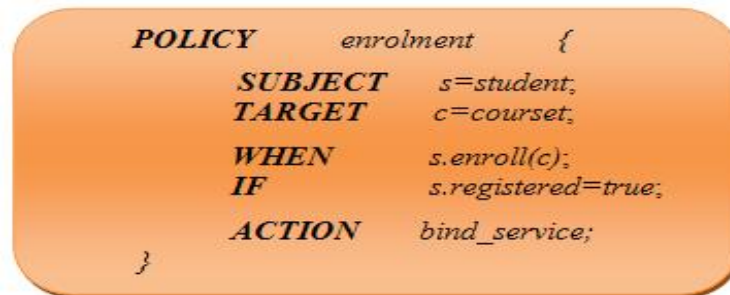 POLICY enrolment {
SUBJECT s=student;
TARGET c=courset;
WHEN s.enroll(c);
IF s.registered=true;
ACTION bind_service;
}